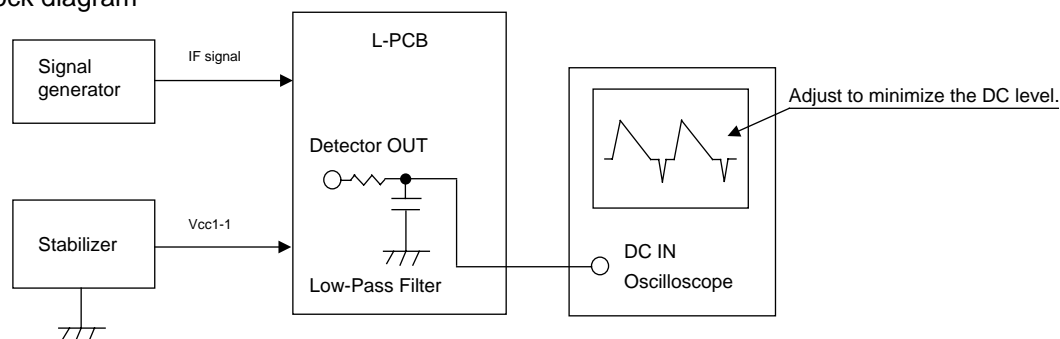 ock diagram
L-PCB
IF signal
Signal
generator
Adjust to minimize the DC level.
Detector OUT
Vcc1-1
Stabilizer
DC IN
Low-Pass Filter
Oscilloscope